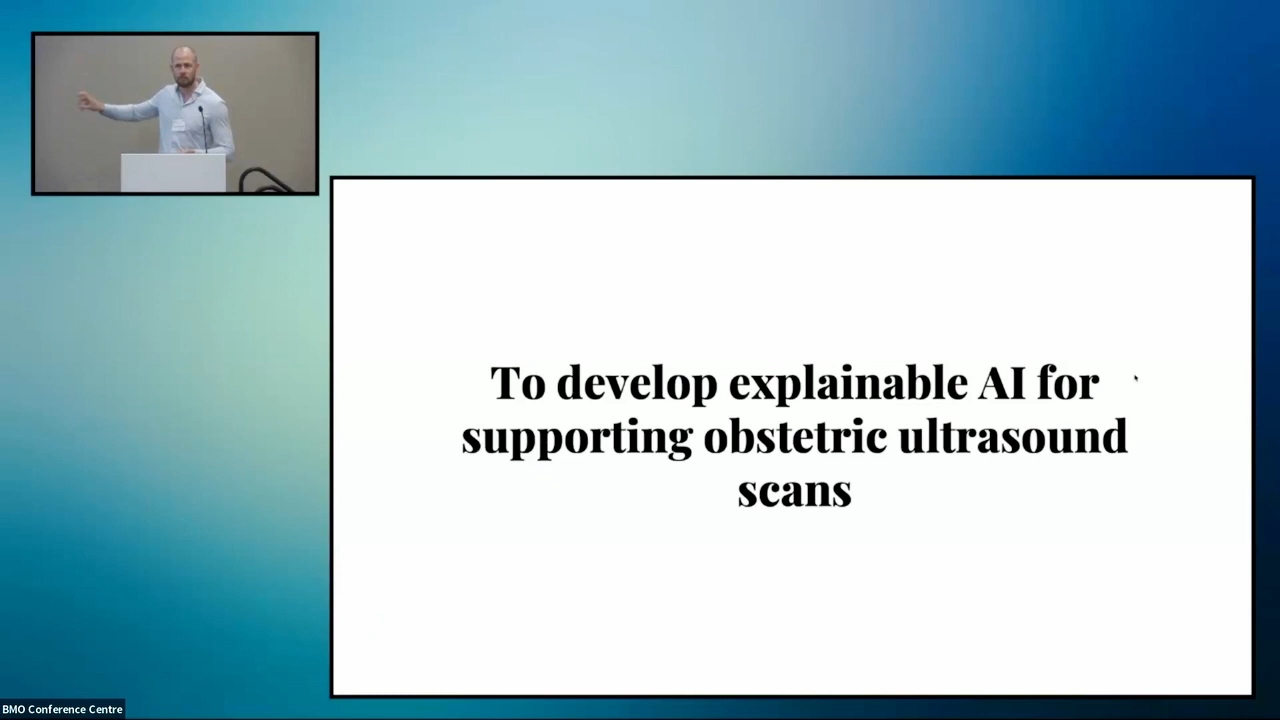 To develop explainable AI for
supporting obstetric ultrasound
scans
BMO Conference Centre